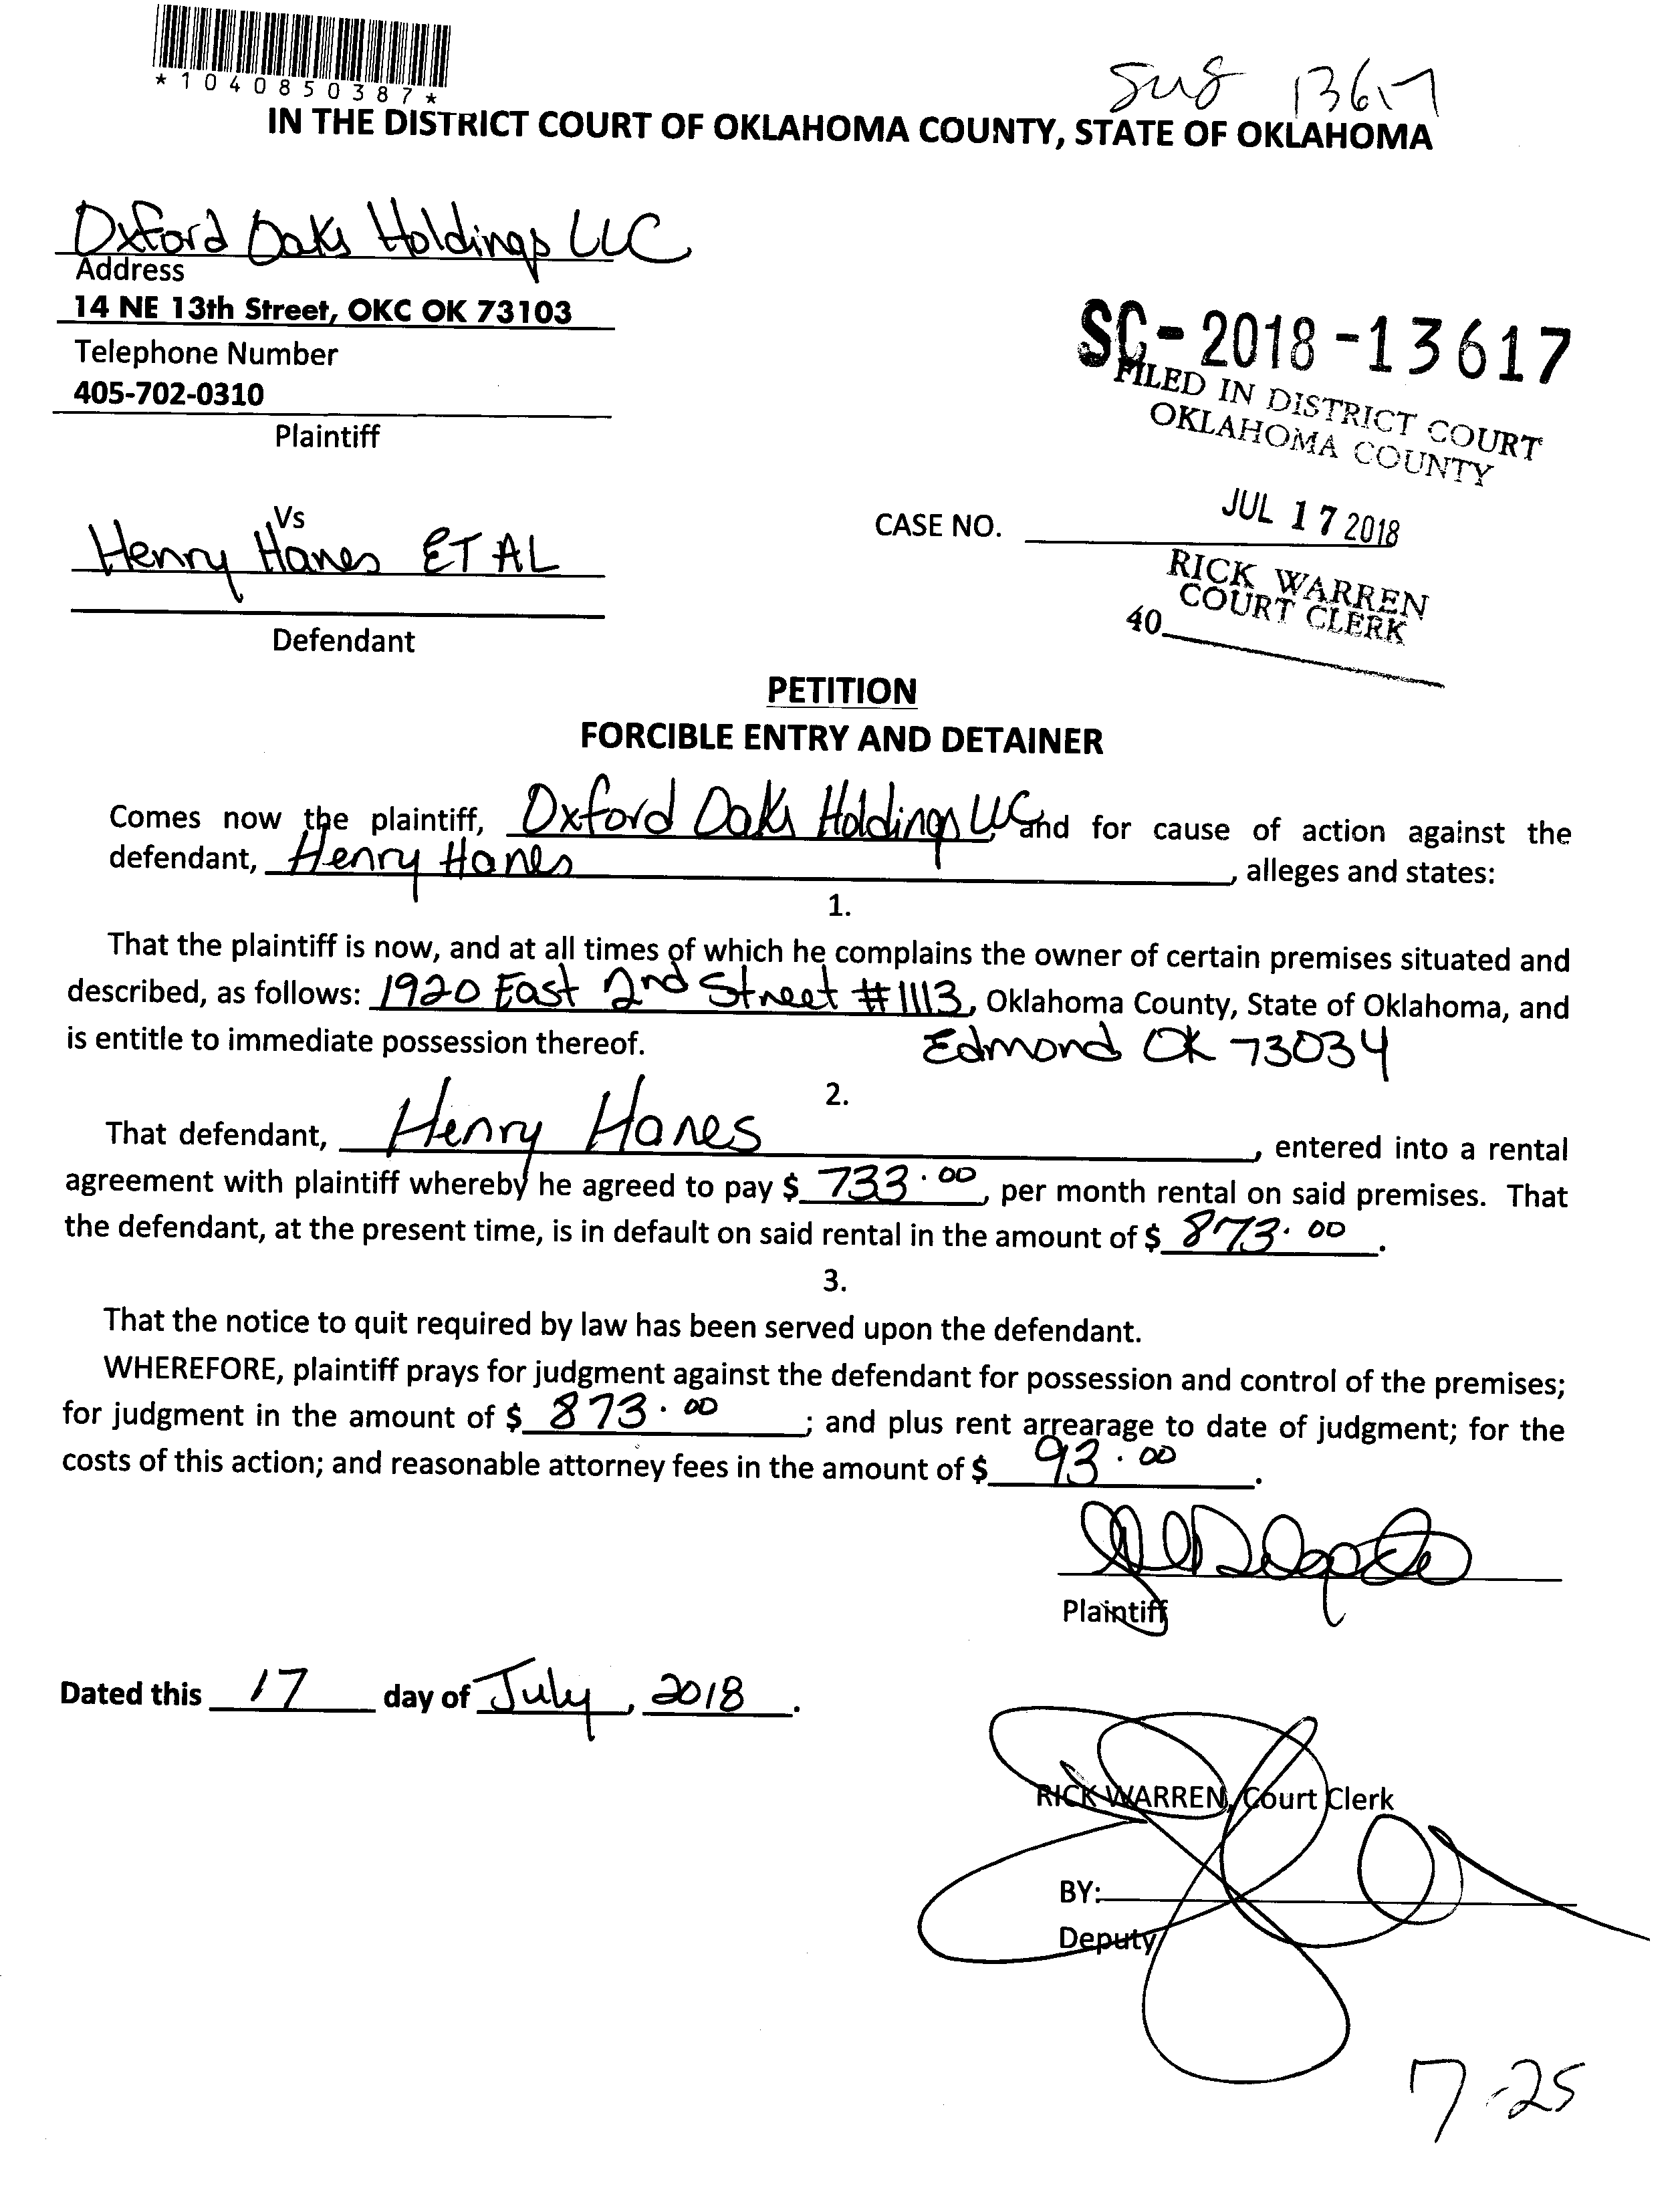 *1040850387*
13617
IN THE DISTRICT COURT OF OKLAHOMA COUNTY, STATE OF OKLAHOMA
Oxford Oaks Holdings LLC
Address
14 NE 13th Street, OKC OK 73103
Telephone Number
405-702-0310
Plaintiff
SC-2018-13617
FILED IN DISTRICT COURT
OKLAHOMA COUNTY
JUL 17 2018
RICK WARREN
COURT CLERK
40
Vs
Henry Hanes ET AL
Defendant
CASE NO.
PETITION
FORCIBLE ENTRY AND DETAINER
Comes now the plaintiff, Oxford Oaks Holdings LLC, and for cause of action against the
defendant, Henry Hanes, alleges and states:
1.
That the plaintiff is now, and at all times of which he complains the owner of certain premises situated and
described, as follows: 1920 East 2nd Street #1113, Oklahoma County, State of Oklahoma, and
is entitle to immediate possession thereof. Edmond OK 73034
2.
That defendant, Henry Hanes, entered into a rental
agreement with plaintiff whereby he agreed to pay $ 733.00, per month rental on said premises. That
the defendant, at the present time, is in default on said rental in the amount of $ 873.00.
3.
That the notice to quit required by law has been served upon the defendant.
WHEREFORE, plaintiff prays for judgment against the defendant for possession and control of the premises;
for judgment in the amount of $ 873.00; and plus rent arrearage to date of judgment; for the
costs of this action; and reasonable attorney fees in the amount of $ 93.00.
Plaintiff
Dated this 17 day of July, 2018.
RICK WARREN, Court Clerk
BY:
Deputy
7-25